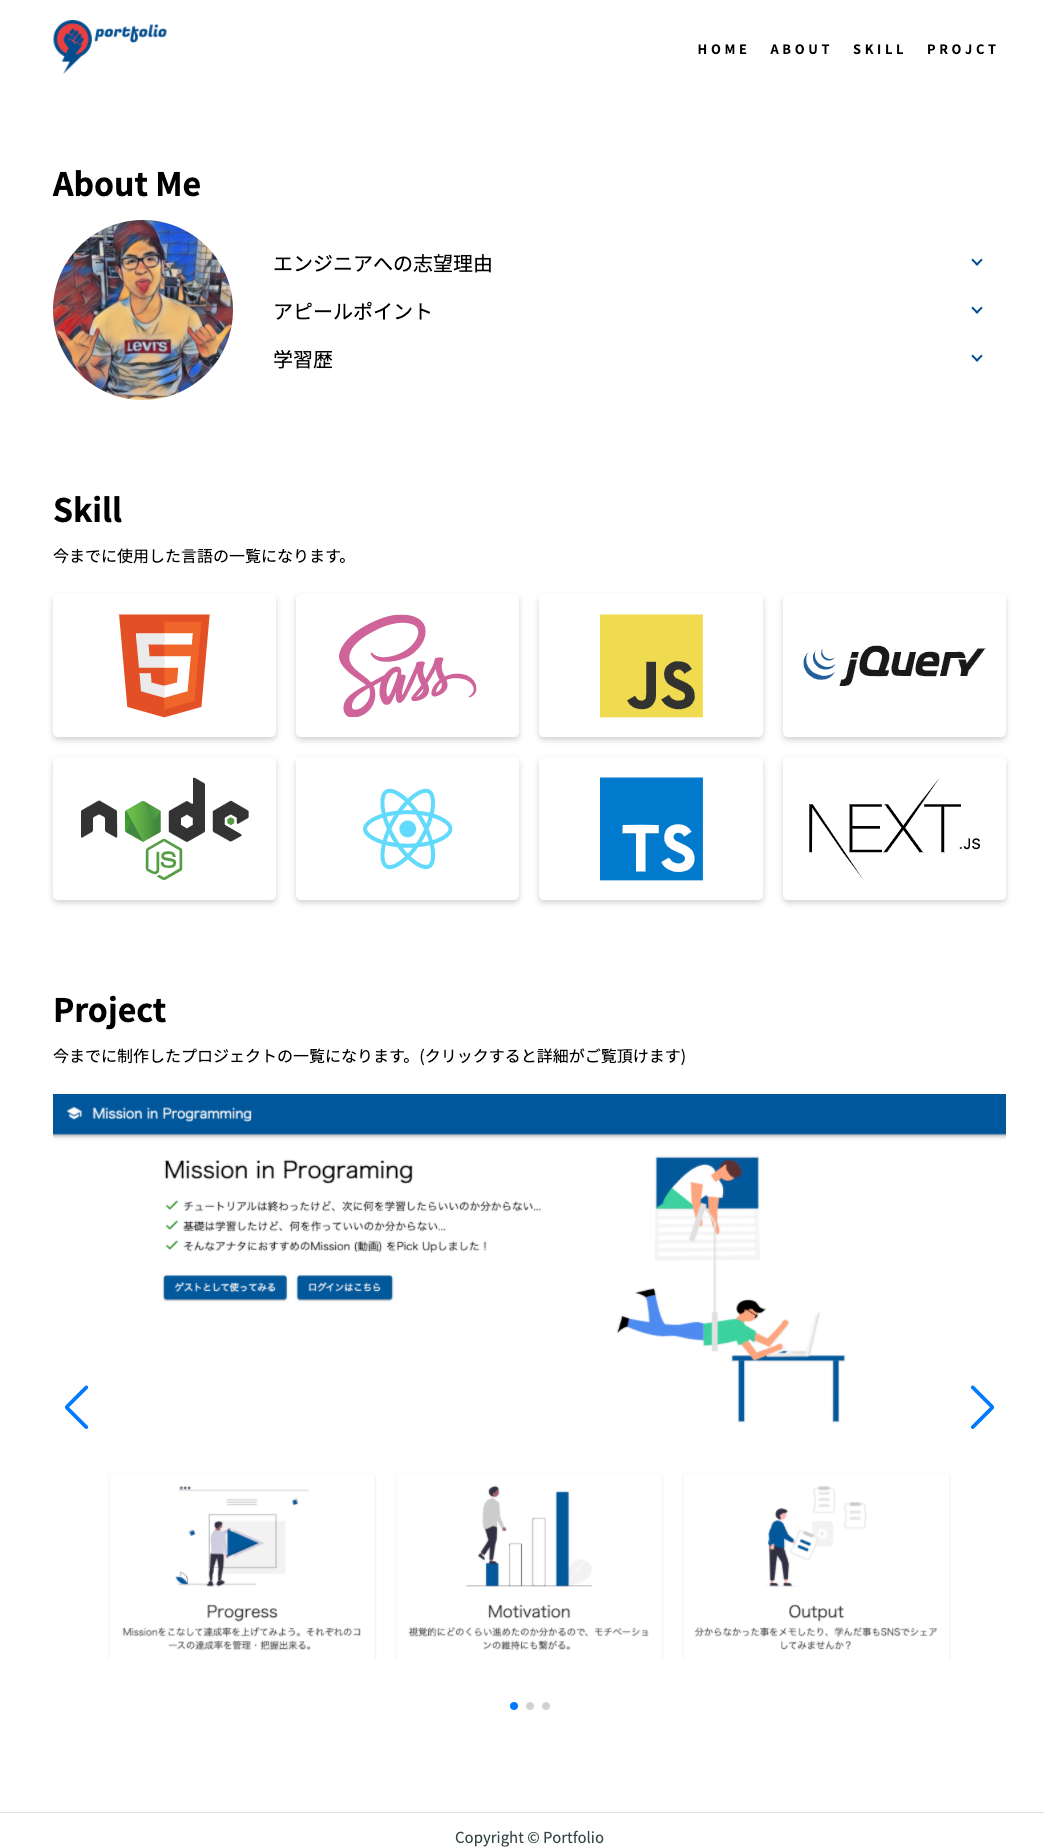 portfolio
HOME ABOUT SKILL PROJCT
About Me
LEVI'S
エンジニアへの志望理由
アピールポイント
学習歴
Skill
今までに使用した言語の一覧になります。
5 Sass JS jQuery
node JS TS NEXT.JS
Project
今までに制作したプロジェクトの一覧になります。(クリックすると詳細がご覧頂けます)
Mission in Programming
Mission in Programing
チュートリアルは終わったけど、次に何を学習したらいいのか分からない...
基礎は学習したけど、何を作っていいのか分からない...
そんなアナタにおすすめのMission (動画) をPick Upしました！
ゲストとして使ってみる ログインはこちら
Progress
Missionをこなして達成率を上げてみよう。それぞれのコ
ースの達成率を管理・把握出来る。
Motivation
視覚的にどのくらい進めたのか分かるので、モチベーショ
ンの維持にも繋がる。
Output
分からなかった事をメモしたり、学んだ事もSNSでシェア
してみませんか？
Copyright © Portfolio